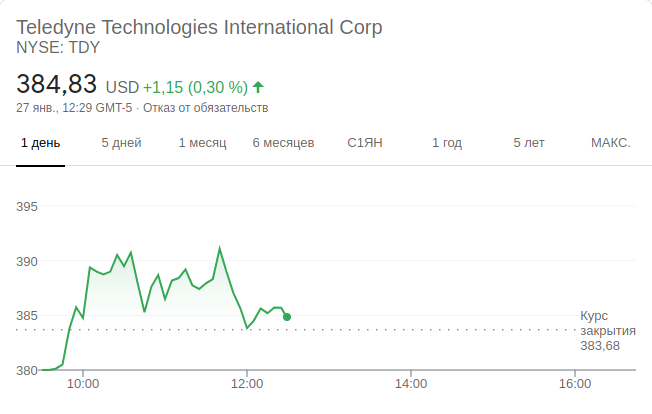 Teledyne Technologies International Corp
NYSE: TDY
384,83 USD +1,15 (0,30 %)
27 янв., 12:29 GMT-5 · Отказ от обязательств
1 день 5 дней 1 месяц 6 месяцев С1ЯН 1 год 5 лет МАКС.
395
390
385
Курс
закрытия
383,68
380
10:00 12:00 14:00 16:00